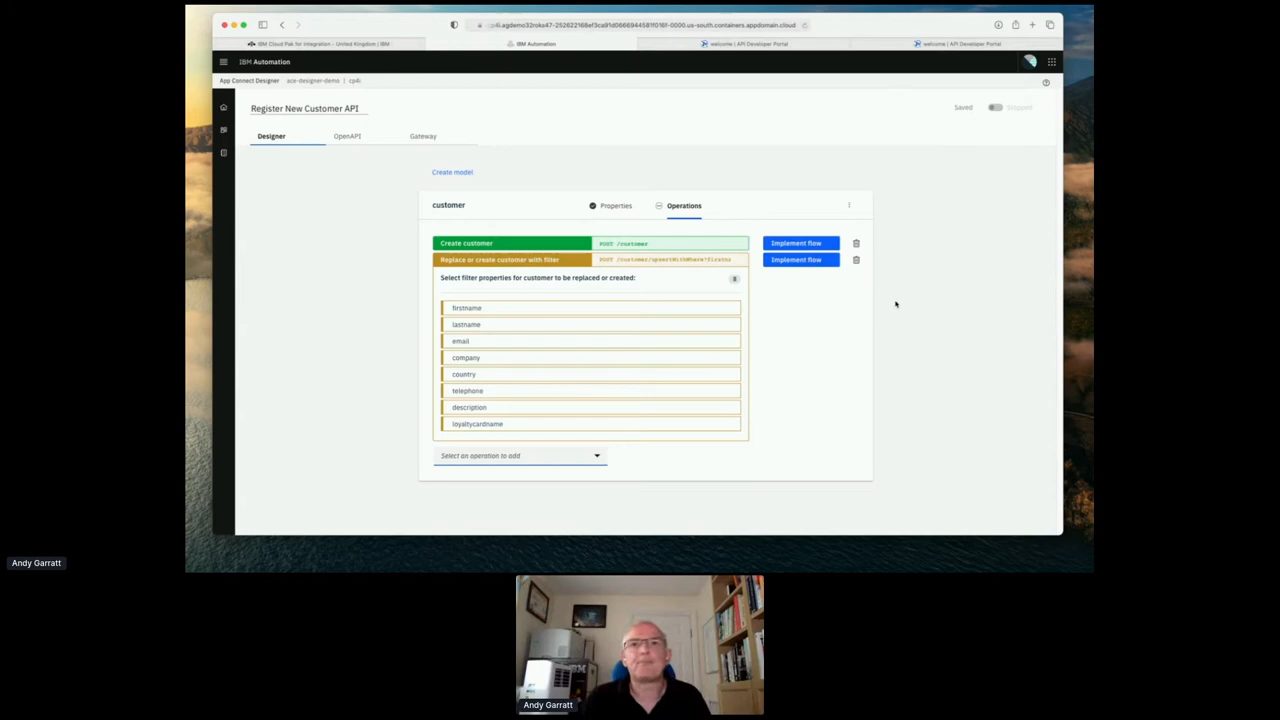 IBM Cloud Pak for Integration - United Kingdom | IBM
IBM Automation
welcome | API Developer Portal
welcome | API Developer Portal
IBM Automation
App Connect Designer ace-designer-demo | cp4i
Register New Customer API
Saved
Stopped
Designer
OpenAPI
Gateway
Create model
customer
Properties
Operations
Create customer
POST /customer
Implement flow
Replace or create customer with filter
POST /customer/upsertWithWhere?firstna
Implement flow
Select filter properties for customer to be replaced or created:
8
firstname
lastname
email
company
country
telephone
description
loyaltycardname
Select an operation to add
Andy Garratt
Andy Garratt